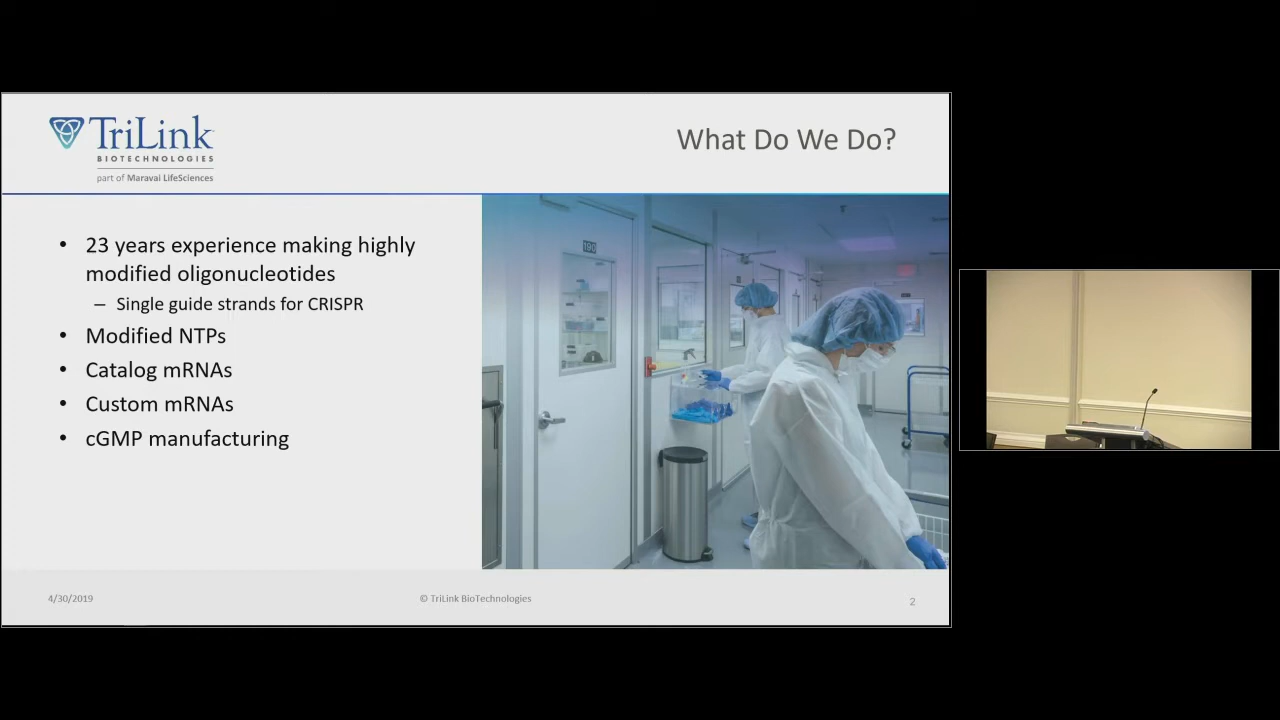 TriLink
BIOTECHNOLOGIES
part of Maravai LifeSciences
What Do We Do?
• 23 years experience making highly
modified oligonucleotides
– Single guide strands for CRISPR
• Modified NTPs
• Catalog mRNAs
• Custom mRNAs
• cGMP manufacturing
190
4/30/2019
© TriLink BioTechnologies
2